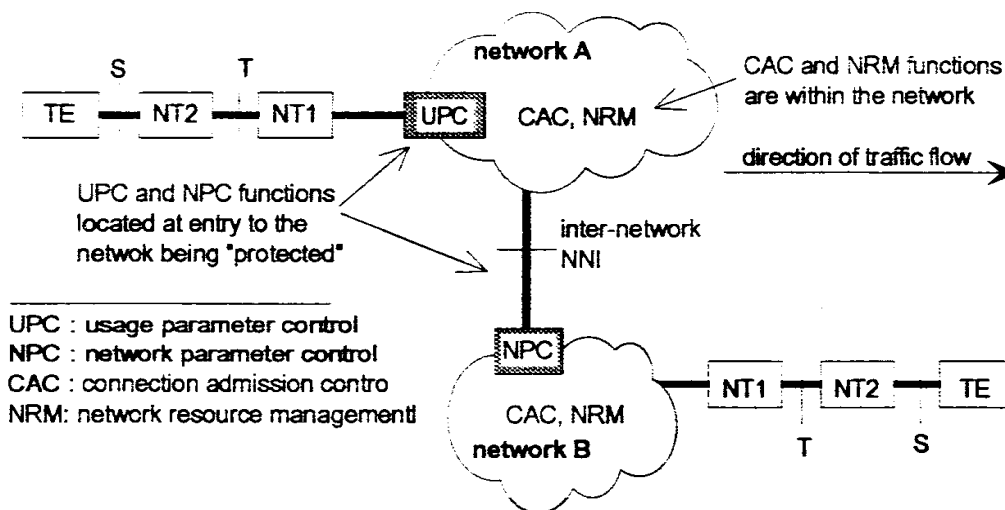 network A
S T
TE NT2 NT1 UPC CAC, NRM
CAC and NRM functions
are within the network
direction of traffic flow
UPC and NPC functions
located at entry to the
netwok being "protected"
inter-network
NNI
UPC : usage parameter control
NPC : network parameter control
CAC : connection admission contro
NRM: network resource managementl
NPC
CAC, NRM
network B
NT1 NT2 TE
T S